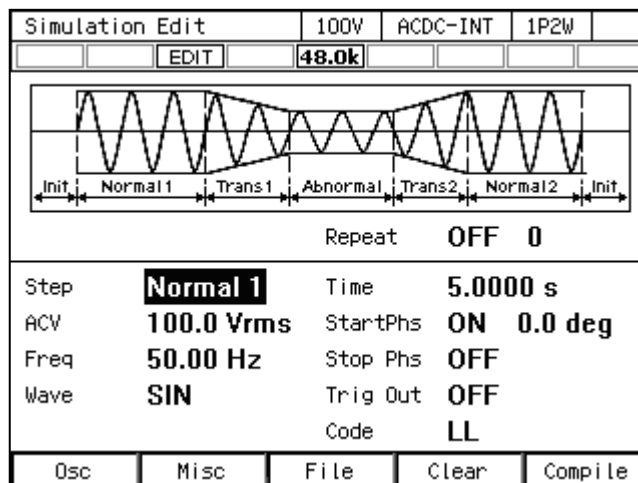 Simulation Edit 100V ACDC-INT 1P2W
EDIT 48.0k
Init Normal1 Trans1 Abnormal Trans2 Normal2 Init
Repeat OFF 0
Step Normal 1 Time 5.0000 s
ACV 100.0 Vrms StartPhs ON 0.0 deg
Freq 50.00 Hz Stop Phs OFF
Wave SIN Trig Out OFF
Code LL
Osc Misc File Clear Compile